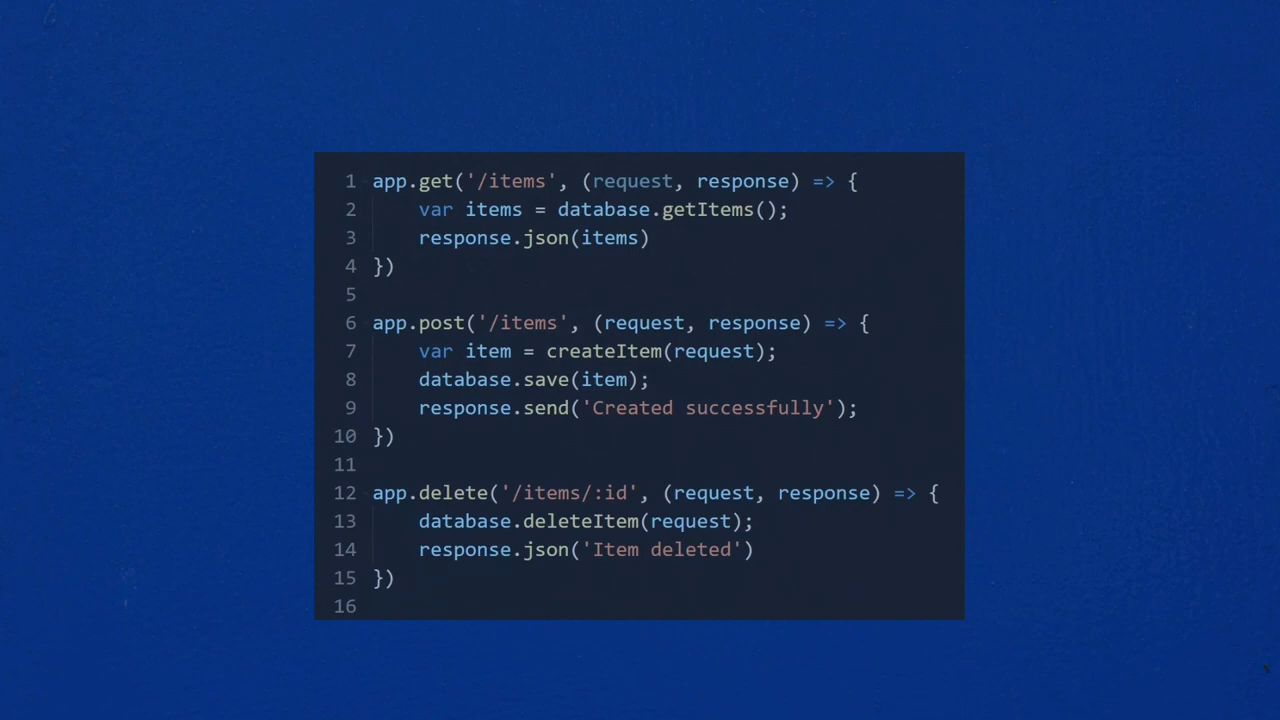 1 app.get('/items', (request, response) => {
2 var items = database.getItems();
3 response.json(items)
4 })
5
6 app.post('/items', (request, response) => {
7 var item = createItem(request);
8 database.save(item);
9 response.send('Created successfully');
10 })
11
12 app.delete('/items/:id', (request, response) => {
13 database.deleteItem(request);
14 response.json('Item deleted')
15 })
16